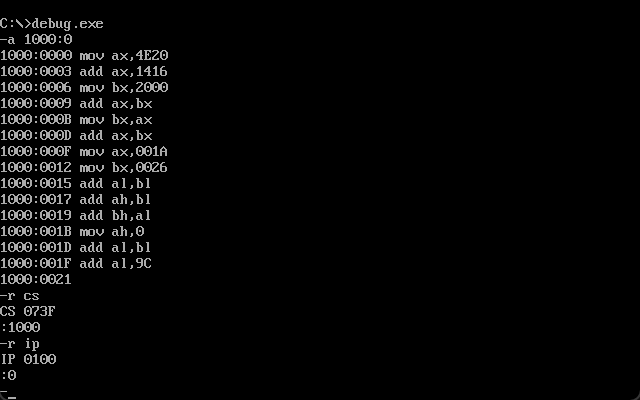 C:\>debug.exe
-a 1000:0
1000:0000 mov ax,4E20
1000:0003 add ax,1416
1000:0006 mov bx,2000
1000:0009 add ax,bx
1000:000B mov bx,ax
1000:000D add ax,bx
1000:000F mov ax,001A
1000:0012 mov bx,0026
1000:0015 add al,bl
1000:0017 add ah,bl
1000:0019 add bh,al
1000:001B mov ah,0
1000:001D add al,bl
1000:001F add al,9C
1000:0021
-r cs
CS 073F
:1000
-r ip
IP 0100
:0
-_